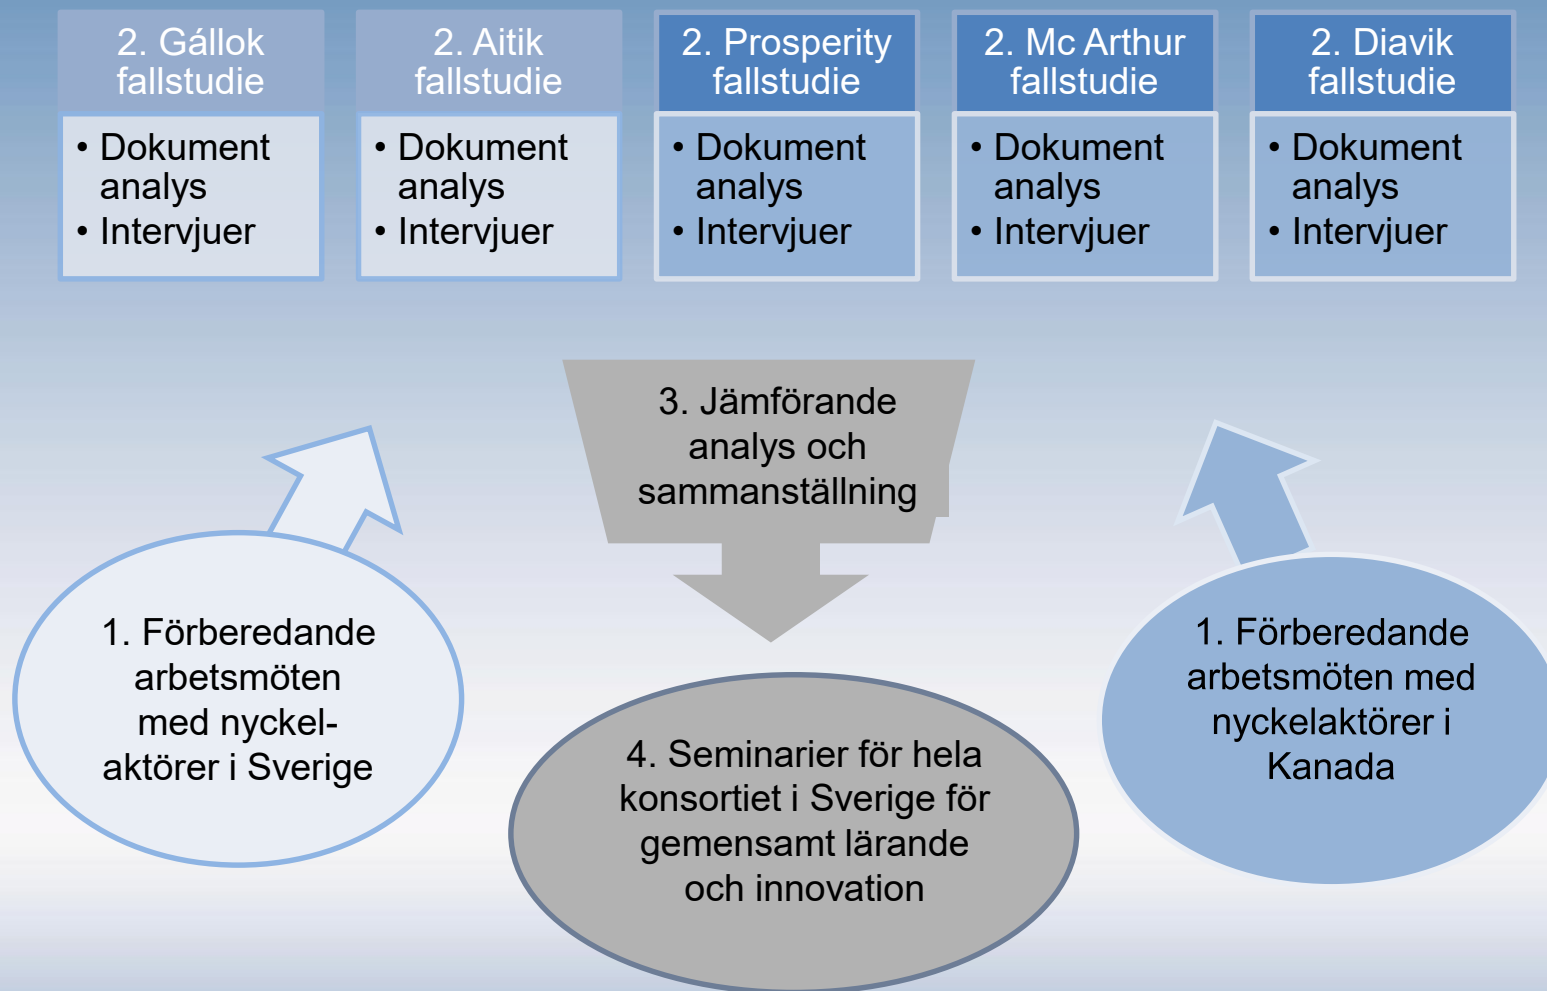 2. Gállok
fallstudie
• Dokument
analys
• Intervjuer
2. Aitik
fallstudie
• Dokument
analys
• Intervjuer
2. Prosperity
fallstudie
• Dokument
analys
• Intervjuer
2. Mc Arthur
fallstudie
• Dokument
analys
• Intervjuer
2. Diavik
fallstudie
• Dokument
analys
• Intervjuer
3. Jämförande
analys och
sammanställning
1. Förberedande
arbetsmöten
med nyckel-
aktörer i Sverige
1. Förberedande
arbetsmöten med
nyckelaktörer i
Kanada
4. Seminarier för hela
konsortiet i Sverige för
gemensamt lärande
och innovation